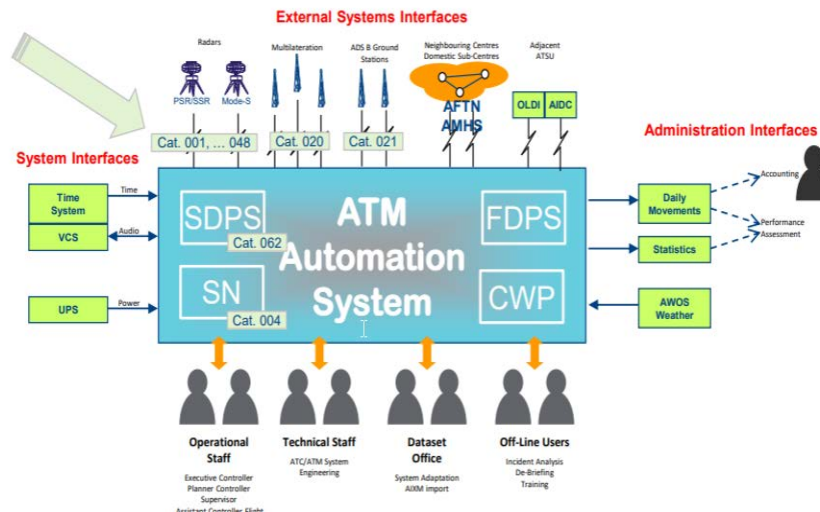 External Systems Interfaces
Radars
Multilateration
ADS B Ground
Stations
Neighbouring Centres
Domestic Sub-Centres
Adjacent
ATSU
PSR/SSR
Mode-S
AFTN
AMHS
OLDI
AIDC
Cat. 001, ... 048
Cat. 020
Cat. 021
System Interfaces
Administration Interfaces
Time
System
Time
VCS
Audio
UPS
Power
SDPS
Cat. 062
SN
Cat. 004
ATM
Automation
System
FDPS
CWP
Daily
Movements
Accounting
Performance
Assessment
Statistics
AWOS
Weather
Operational
Staff
Executive Controller
Planner Controller
Supervisor
Assistant Controller Flight
Technical Staff
ATC/ATM System
Engineering
Dataset
Office
System Adaptation
AIXM import
Off-Line Users
Incident Analysis
De-Briefing
Training